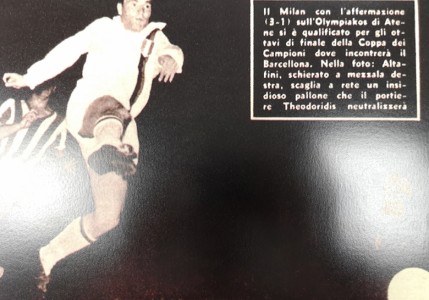 Il Milan con l'affermazione
(3-1) sull'Olympiakos di Ate-
ne si è qualificato per gli ot-
tavi di finale della Coppa dei
Campioni dove incontrerà il
Barcellona. Nella foto: Alta-
fini, schierato a mezzala de-
stra, scaglia a rete un insi-
dioso pallone che il portie-
re Theodoridis neutralizzerà